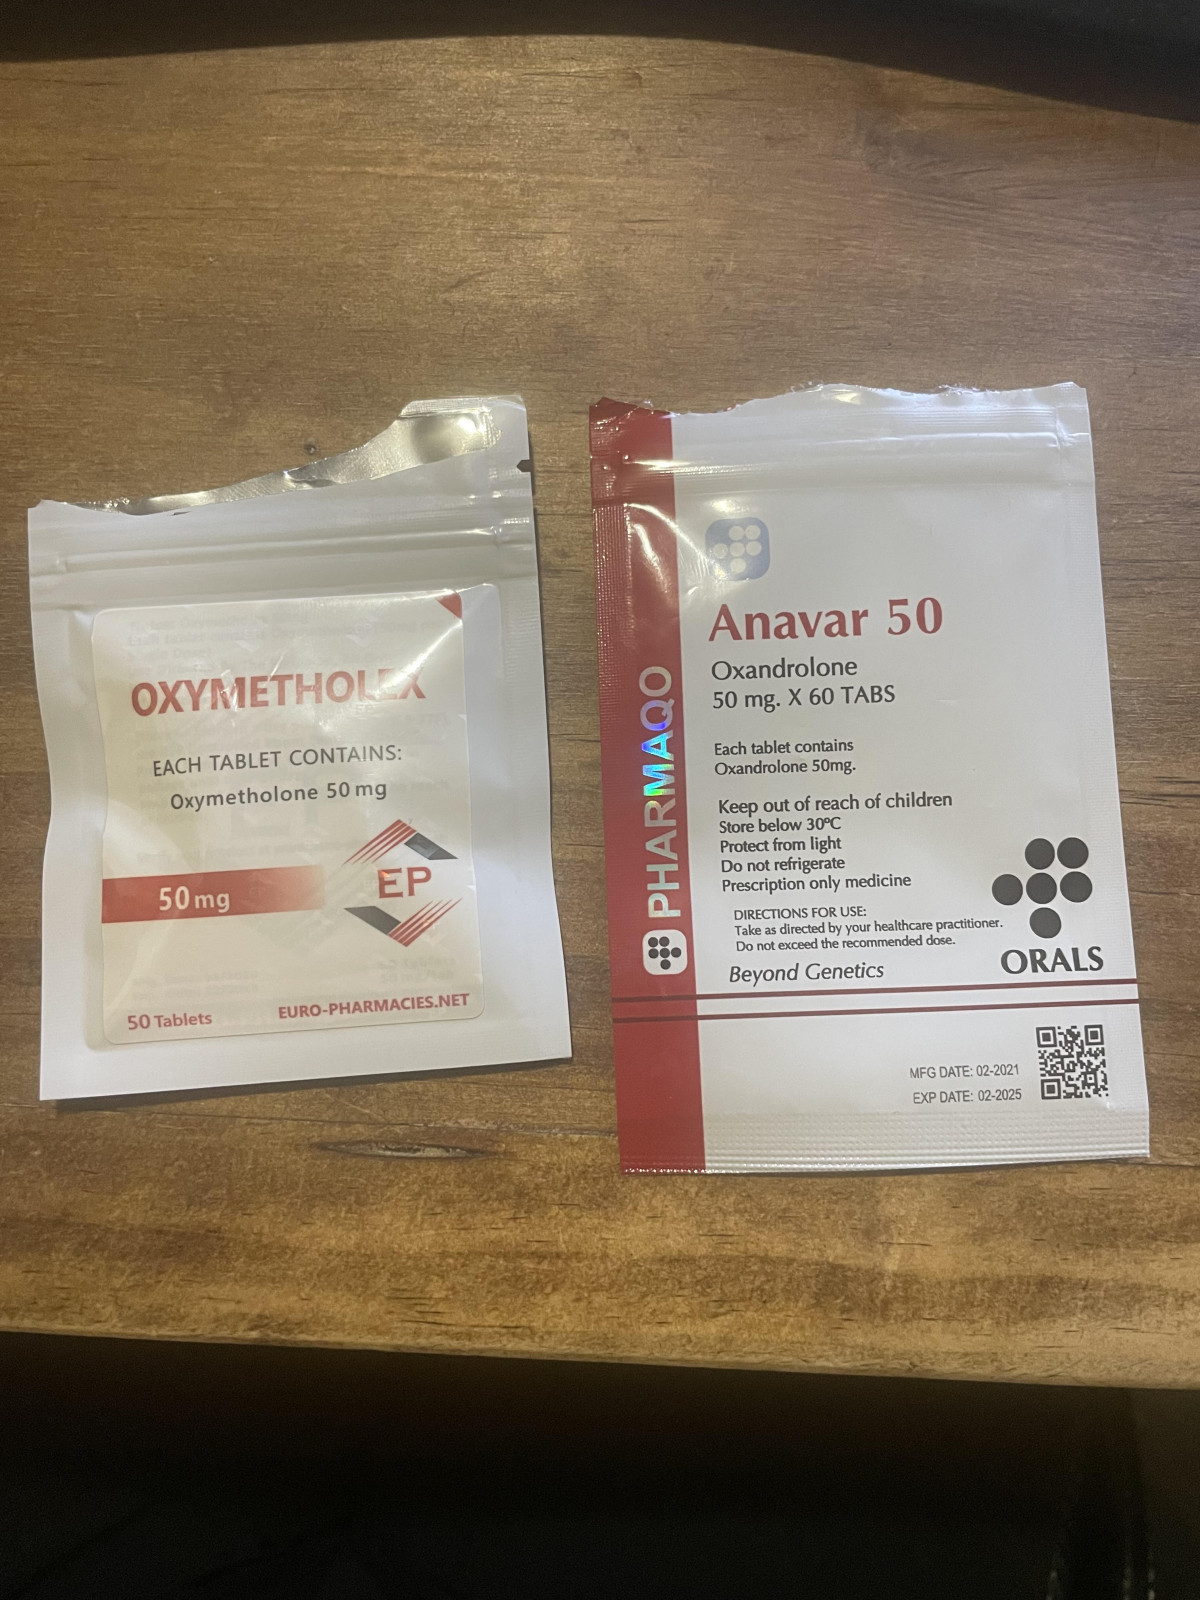 OXYMETHOLEX
EACH TABLET CONTAINS:
Oxymetholone 50 mg
50 mg
EP
50 Tablets
EURO-PHARMACIES.NET
PHARMAQO
Anavar 50
Oxandrolone
50 mg. X 60 TABS
Each tablet contains
Oxandrolone 50mg.
Keep out of reach of children
Store below 30ºC
Protect from light
Do not refrigerate
Prescription only medicine
DIRECTIONS FOR USE:
Take as directed by your healthcare practitioner.
Do not exceed the recommended dose.
Beyond Genetics
ORALS
MFG DATE: 02-2021
EXP DATE: 02-2025